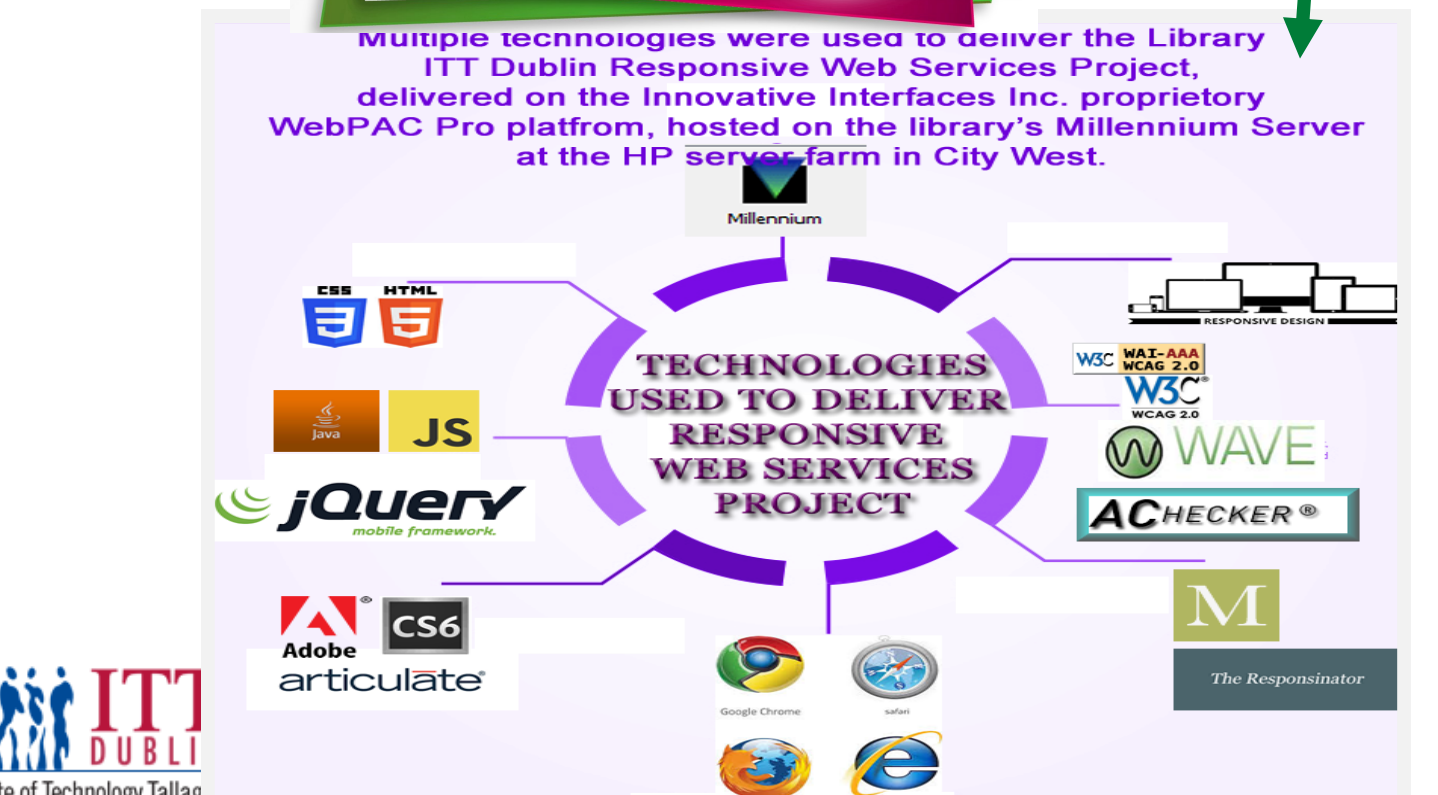 Multiple technologies were used to deliver the Library
ITT Dublin Responsive Web Services Project,
delivered on the Innovative Interfaces Inc. proprietory
WebPAC Pro platfrom, hosted on the library's Millennium Server
at the HP server farm in City West.
Millennium
CSS HTML
3 5
RESPONSIVE DESIGN
TECHNOLOGIES
USED TO DELIVER
RESPONSIVE
WEB SERVICES
PROJECT
W3C WAI-AAA
WCAG 2.0
W3C®
WCAG 2.0
java JS
WAVE
jQuery
mobile framework.
ACHECKER ®
Adobe ® CS6
articulate®
M
The Responsinator
Google Chrome
safari
ITT
DUBLI
of Technology Tallag